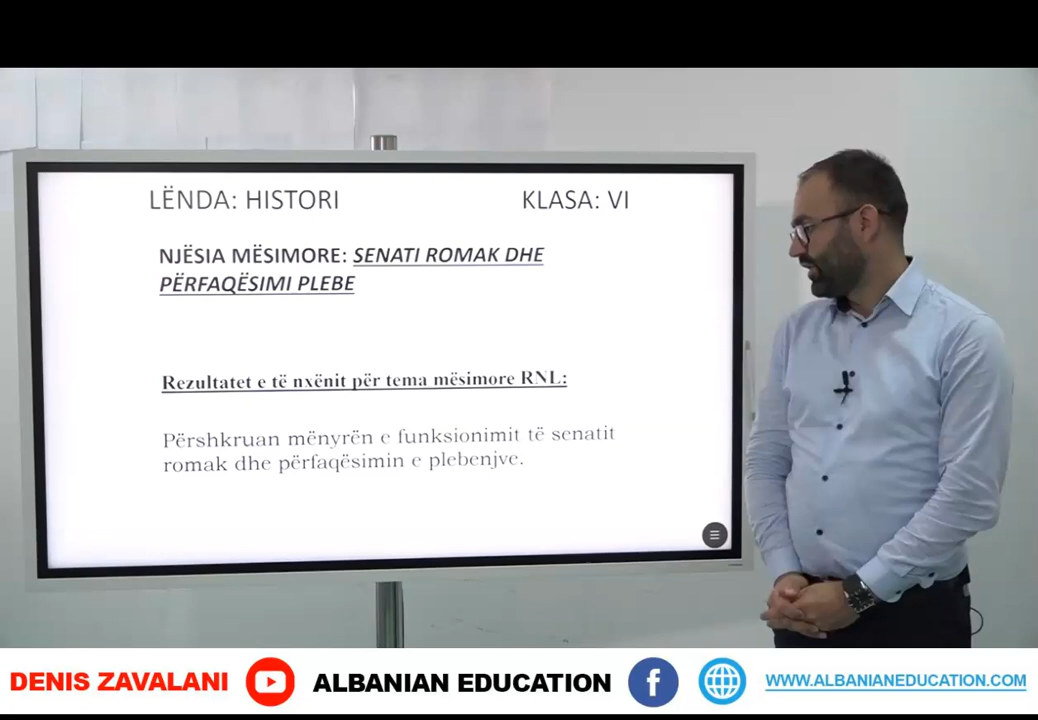 LËNDA: HISTORI KLASA: VI
NJËSIA MËSIMORE: SENATI ROMAK DHE
PËRFAQËSIMI PLEBE
Rezultatet e të nxënit për tema mësimore RNL:
Përshkruan mënyrën e funksionimit të senatit
romak dhe përfaqësimin e plebenjve.
DENIS ZAVALANI ALBANIAN EDUCATION WWW.ALBANIANEDUCATION.COM